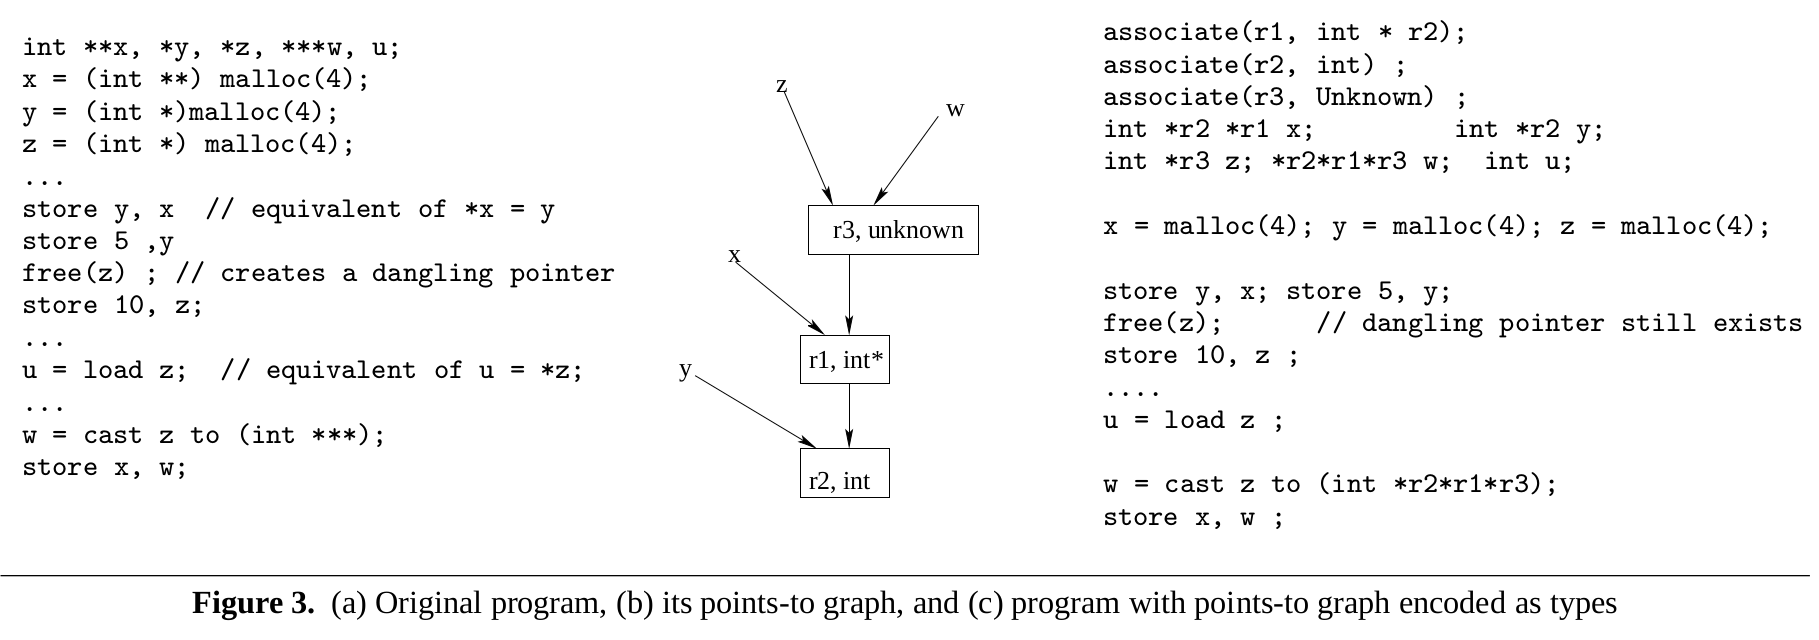 int **x, *y, *z, ***w, u;
x = (int **) malloc(4);
y = (int *)malloc(4);
z = (int *) malloc(4);
...
store y, x // equivalent of *x = y
store 5 ,y
free(z) ; // creates a dangling pointer
store 10, z;
...
u = load z; // equivalent of u = *z;
...
w = cast z to (int ***);
store x, w;
z
w
r3, unknown
x
r1, int*
y
r2, int
associate(r1, int * r2);
associate(r2, int) ;
associate(r3, Unknown) ;
int *r2 *r1 x; int *r2 y;
int *r3 z; *r2*r1*r3 w; int u;
x = malloc(4); y = malloc(4); z = malloc(4);
store y, x; store 5, y;
free(z); // dangling pointer still exists
store 10, z ;
....
u = load z ;
w = cast z to (int *r2*r1*r3);
store x, w ;
Figure 3. (a) Original program, (b) its points-to graph, and (c) program with points-to graph encoded as types